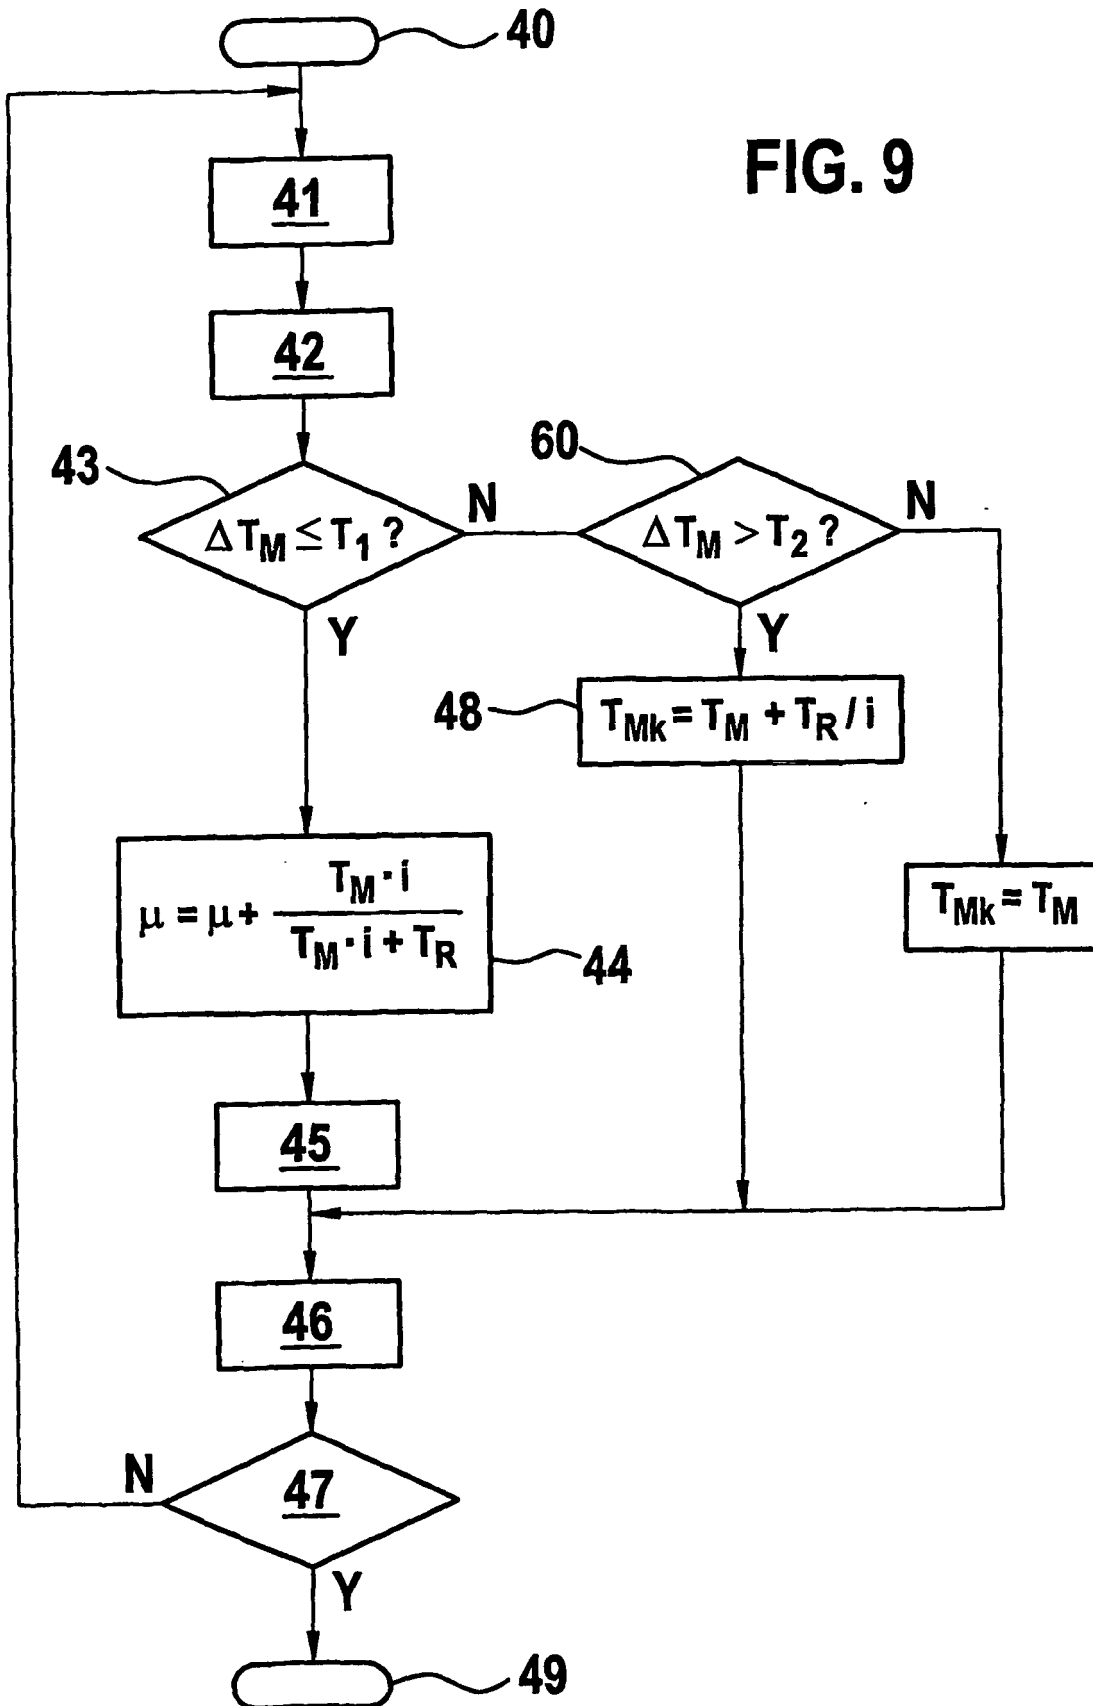 40
FIG. 9
41
42
43
60
ΔT_M ≤ T_1 ?
N
ΔT_M > T_2 ?
N
Y
Y
48
T_Mk = T_M + T_R / i
μ = μ + T_M · i / T_M · i + T_R
T_Mk = T_M
44
45
46
N
47
Y
49